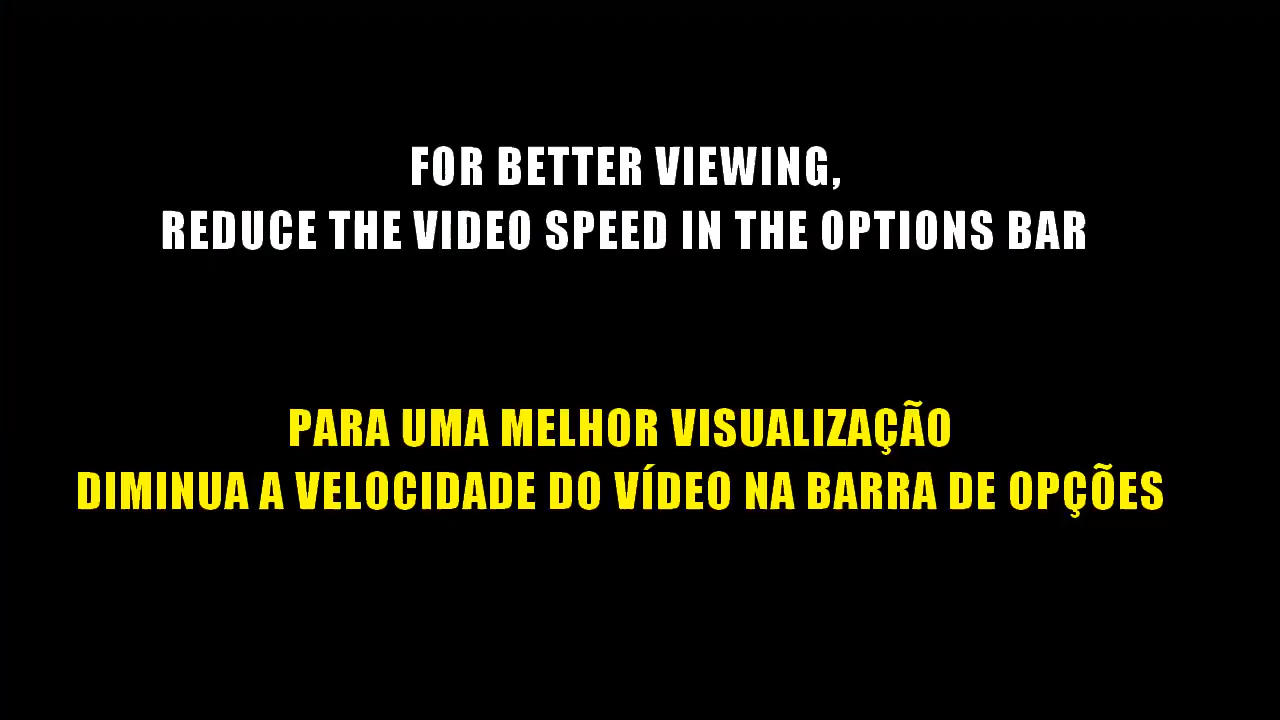 FOR BETTER VIEWING,
REDUCE THE VIDEO SPEED IN THE OPTIONS BAR
PARA UMA MELHOR VISUALIZAÇÃO
DIMINUA A VELOCIDADE DO VÍDEO NA BARRA DE OPÇÕES